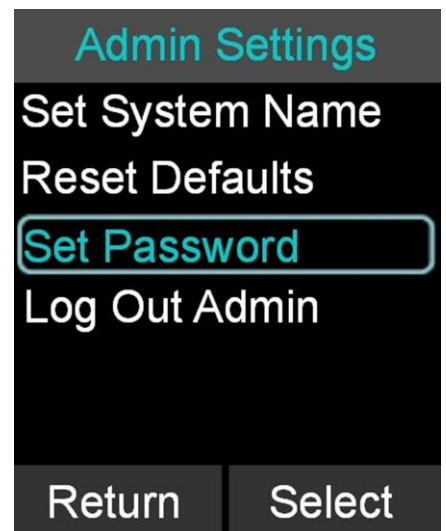 Admin Settings
Set System Name
Reset Defaults
Set Password
Log Out Admin
Return Select